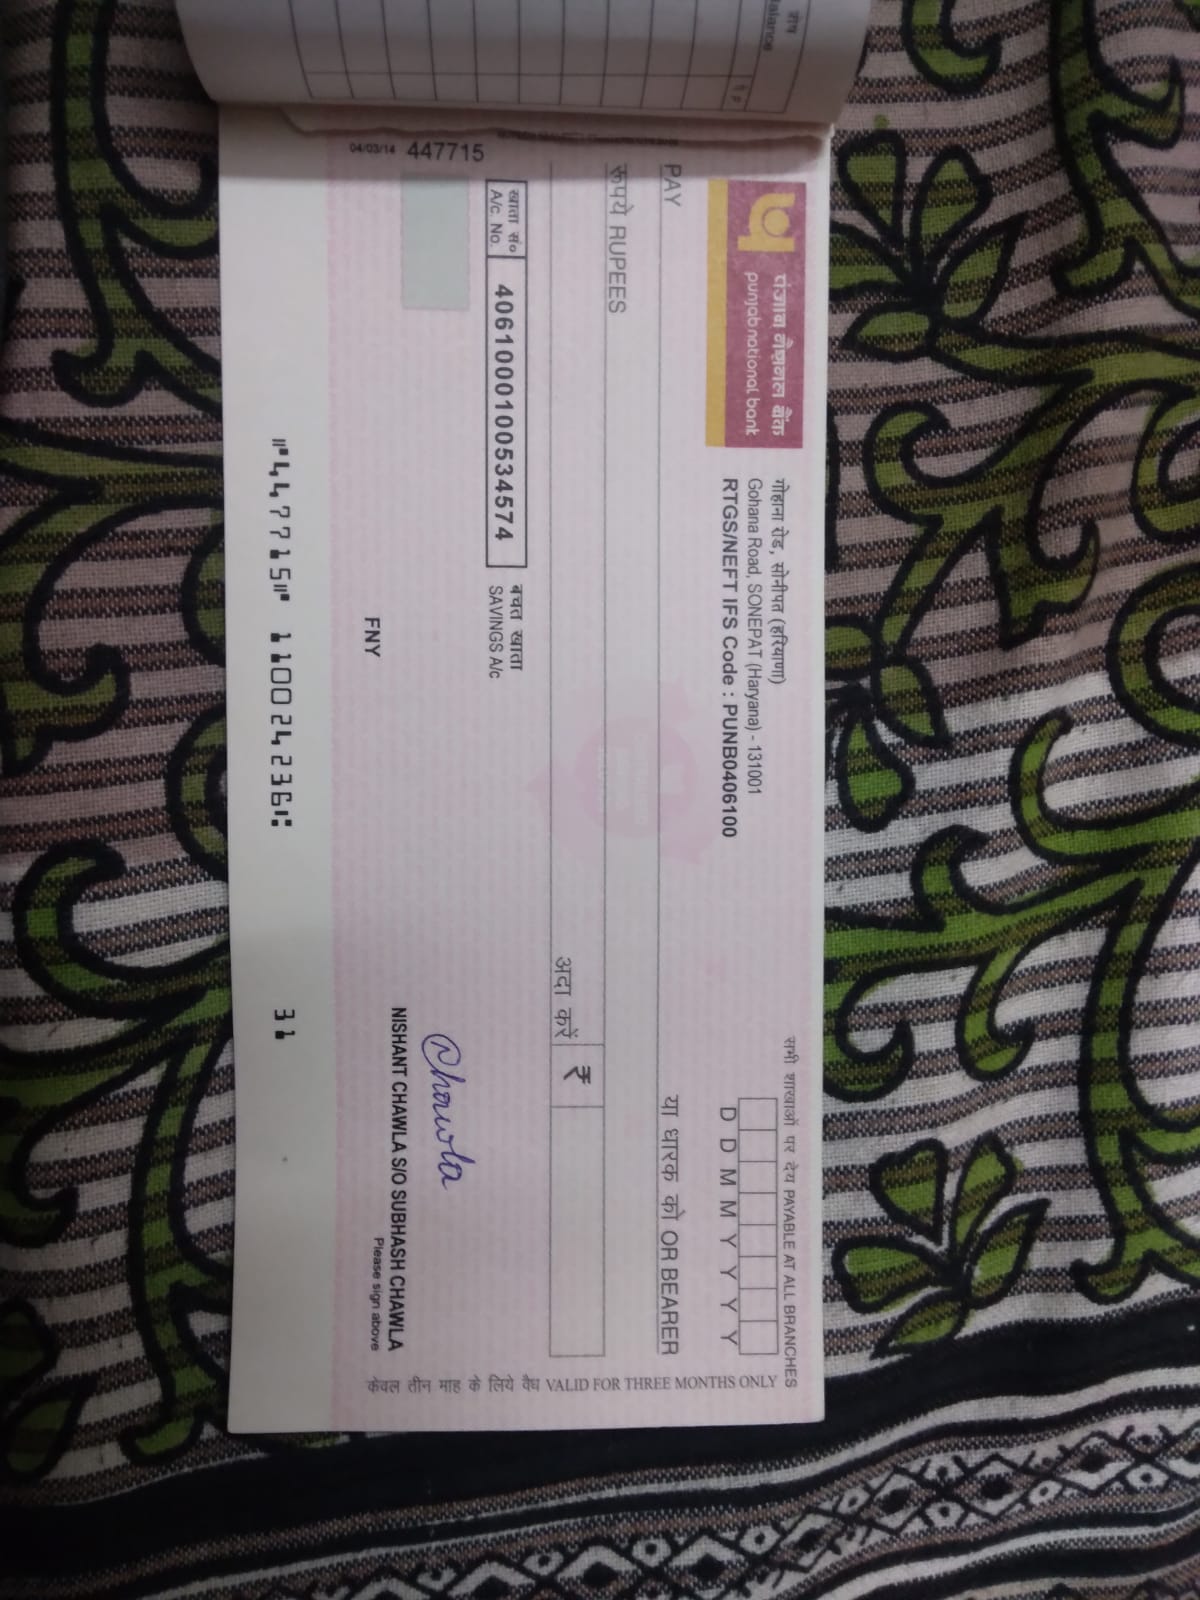 शेष
Balance
रु P
पंजाब नैशनल बैंक
punjab national bank
गोहाना रोड, सोनीपत (हरियाणा)
Gohana Road, SONEPAT (Haryana) - 131001
RTGS/NEFT IFS Code : PUNB0406100
सभी शाखाओं पर देय PAYABLE AT ALL BRANCHES
D D M M Y Y Y Y
PAY
या धारक को OR BEARER
रूपये RUPEES
अदा करें ₹
खाता सं०
A/c. No.
4061000100534574
बचत खाता
SAVINGS A/c
Chawla
NISHANT CHAWLA S/O SUBHASH CHAWLA
Please sign above
FNY
04/03/14 447715
केवल तीन माह के लिये वैध VALID FOR THREE MONTHS ONLY
⑈447715⑈ 110024236⑆ 31